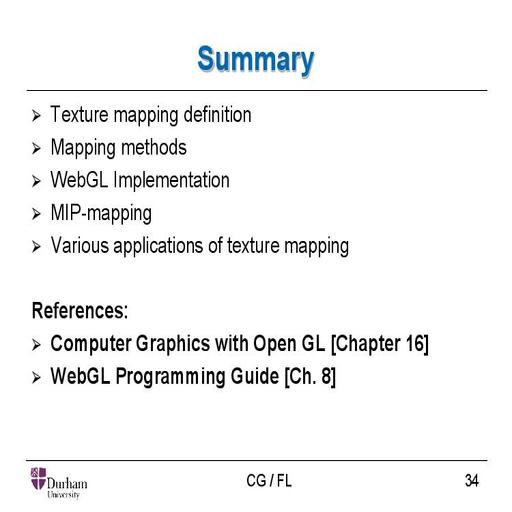 Summary
Texture mapping definition
Mapping methods
WebGL Implementation
MIP-mapping
Various applications of texture mapping
References:
Computer Graphics with Open GL [Chapter 16]
WebGL Programming Guide [Ch. 8]
Durham
University
CG / FL
34